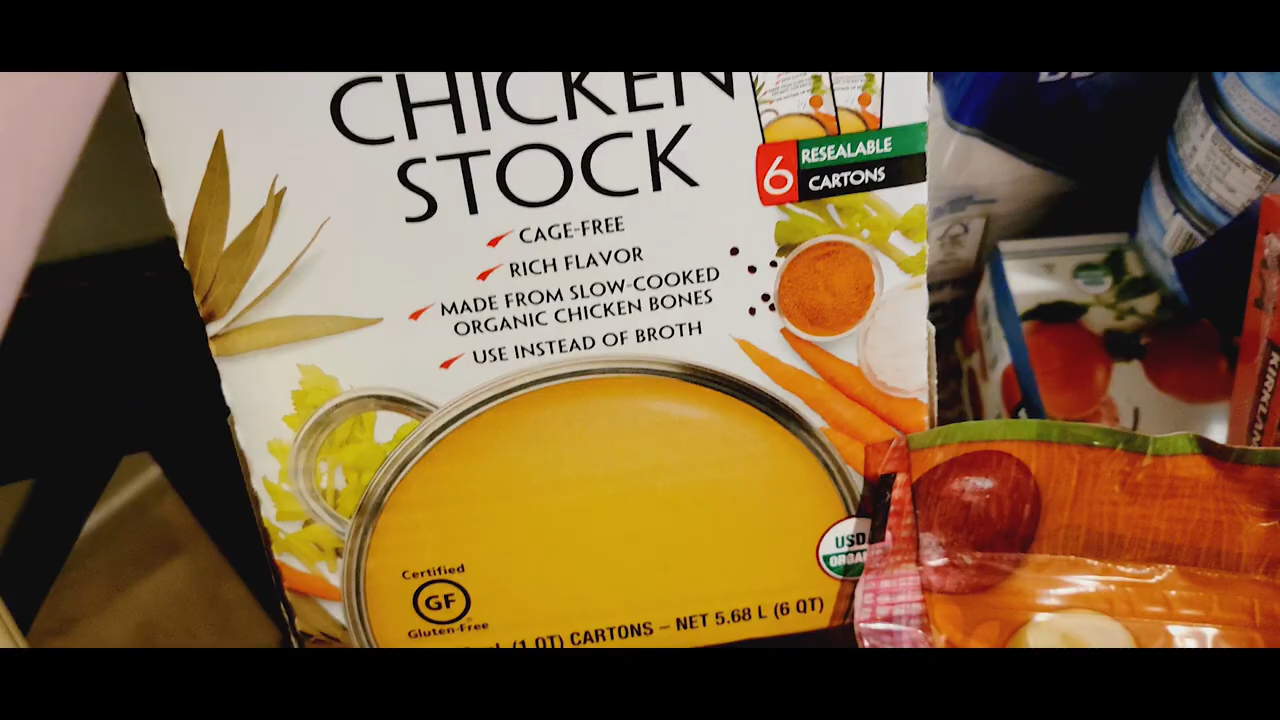 CHICKEN
STOCK
6 RESEALABLE
CARTONS
CAGE-FREE
RICH FLAVOR
MADE FROM SLOW-COOKED
ORGANIC CHICKEN BONES
USE INSTEAD OF BROTH
USD
ORGA
Certified
GF
Gluten-Free
(1 QT) CARTONS – NET 5.68 L (6 QT)
KIRKLAN